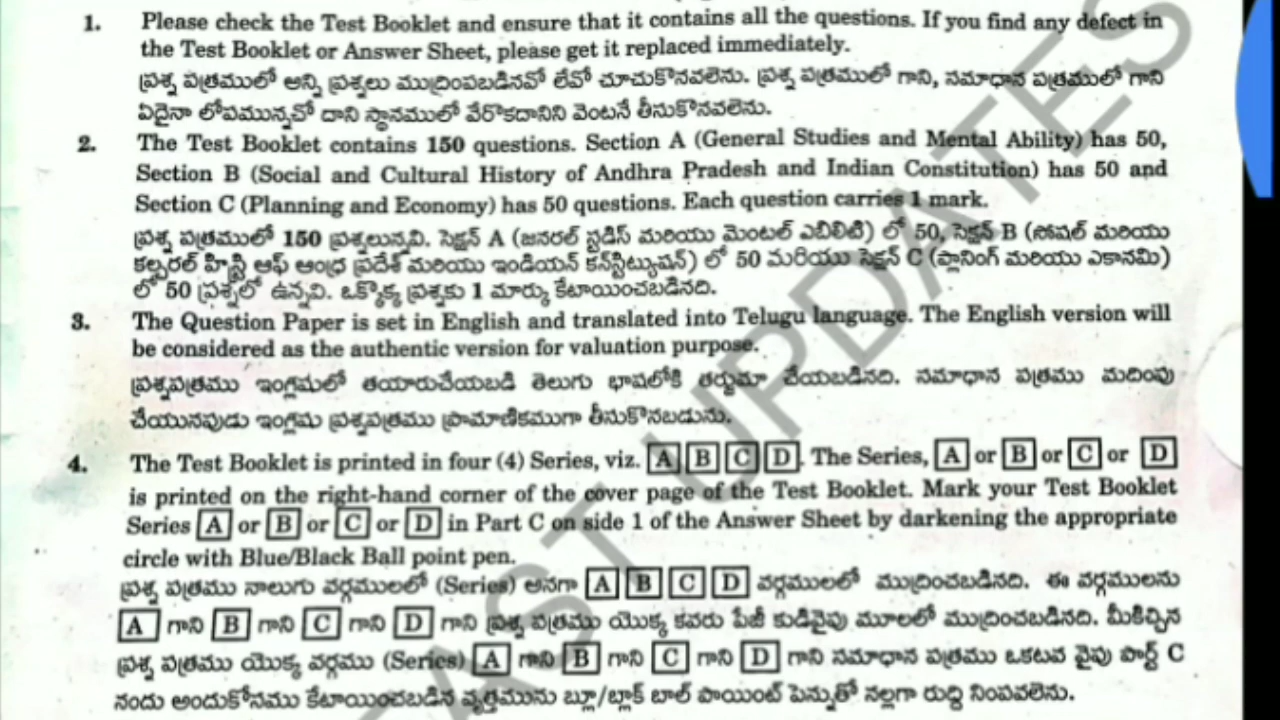 1. Please check the Test Booklet and ensure that it contains all the questions. If you find any defect in
the Test Booklet or Answer Sheet, please get it replaced immediately.
ప్రశ్న పత్రములో అన్ని ప్రశ్నలు ముద్రింపబడినవో లేవో చూచుకొనవలెను. ప్రశ్న పత్రములో గాని, సమాధాన పత్రములో గాని
ఏదైనా లోపమున్నచో దాని స్థానములో వేరొకదానిని వెంటనే తీసుకొనవలెను.
2. The Test Booklet contains 150 questions. Section A (General Studies and Mental Ability) has 50,
Section B (Social and Cultural History of Andhra Pradesh and Indian Constitution) has 50 and
Section C (Planning and Economy) has 50 questions. Each question carries 1 mark.
ప్రశ్న పత్రములో 150 ప్రశ్నలున్నవి. సెక్షన్ A (జనరల్ స్టడీస్ మరియు మెంటల్ ఎబిలిటి) లో 50, సెక్షన్ B (సోషల్ మరియు
కల్చరల్ హిస్టరీ ఆఫ్ ఆంధ్ర ప్రదేశ్ మరియు ఇండియన్ కన్‌స్టిట్యుషన్) లో 50 మరియు సెక్షన్ C (ప్లానింగ్ మరియు ఎకానమి)
లో 50 ప్రశ్నలో ఉన్నవి. ఒక్కొక్క ప్రశ్నకు 1 మార్కు కేటాయించబడినది.
3. The Question Paper is set in English and translated into Telugu language. The English version will
be considered as the authentic version for valuation purpose.
ప్రశ్నపత్రము ఇంగ్లీషులో తయారుచేయబడి తెలుగు భాషలోకి తర్జుమా చేయబడినది. సమాధాన పత్రము మదింపు
చేయునపుడు ఇంగ్లీషు ప్రశ్నపత్రము ప్రామాణికముగా తీసుకొనబడును.
4. The Test Booklet is printed in four (4) Series, viz. A B C D. The Series, A or B or C or D
is printed on the right-hand corner of the cover page of the Test Booklet. Mark your Test Booklet
Series A or B or C or D in Part C on side 1 of the Answer Sheet by darkening the appropriate
circle with Blue/Black Ball point pen.
ప్రశ్న పత్రము నాలుగు వర్గములలో (Series) అనగా A B C D వర్గములలో ముద్రించబడినది. ఈ వర్గములను
A గాని B గాని C గాని D గాని ప్రశ్న పత్రము యొక్క కవరు పేజీ కుడివైపు మూలలో ముద్రించబడినది. మీకిచ్చిన
ప్రశ్న పత్రము యొక్క వర్గము (Series) A గాని B గాని C గాని D గాని సమాధాన పత్రము ఒకటవ వైపు పార్ట్ C
నందు అందుకోసము కేటాయించబడిన వృత్తమును బ్లూ/బ్లాక్ బాల్ పాయింట్ పెన్నుతో నల్లగా రుద్ది నింపవలెను.
AST UPDATES